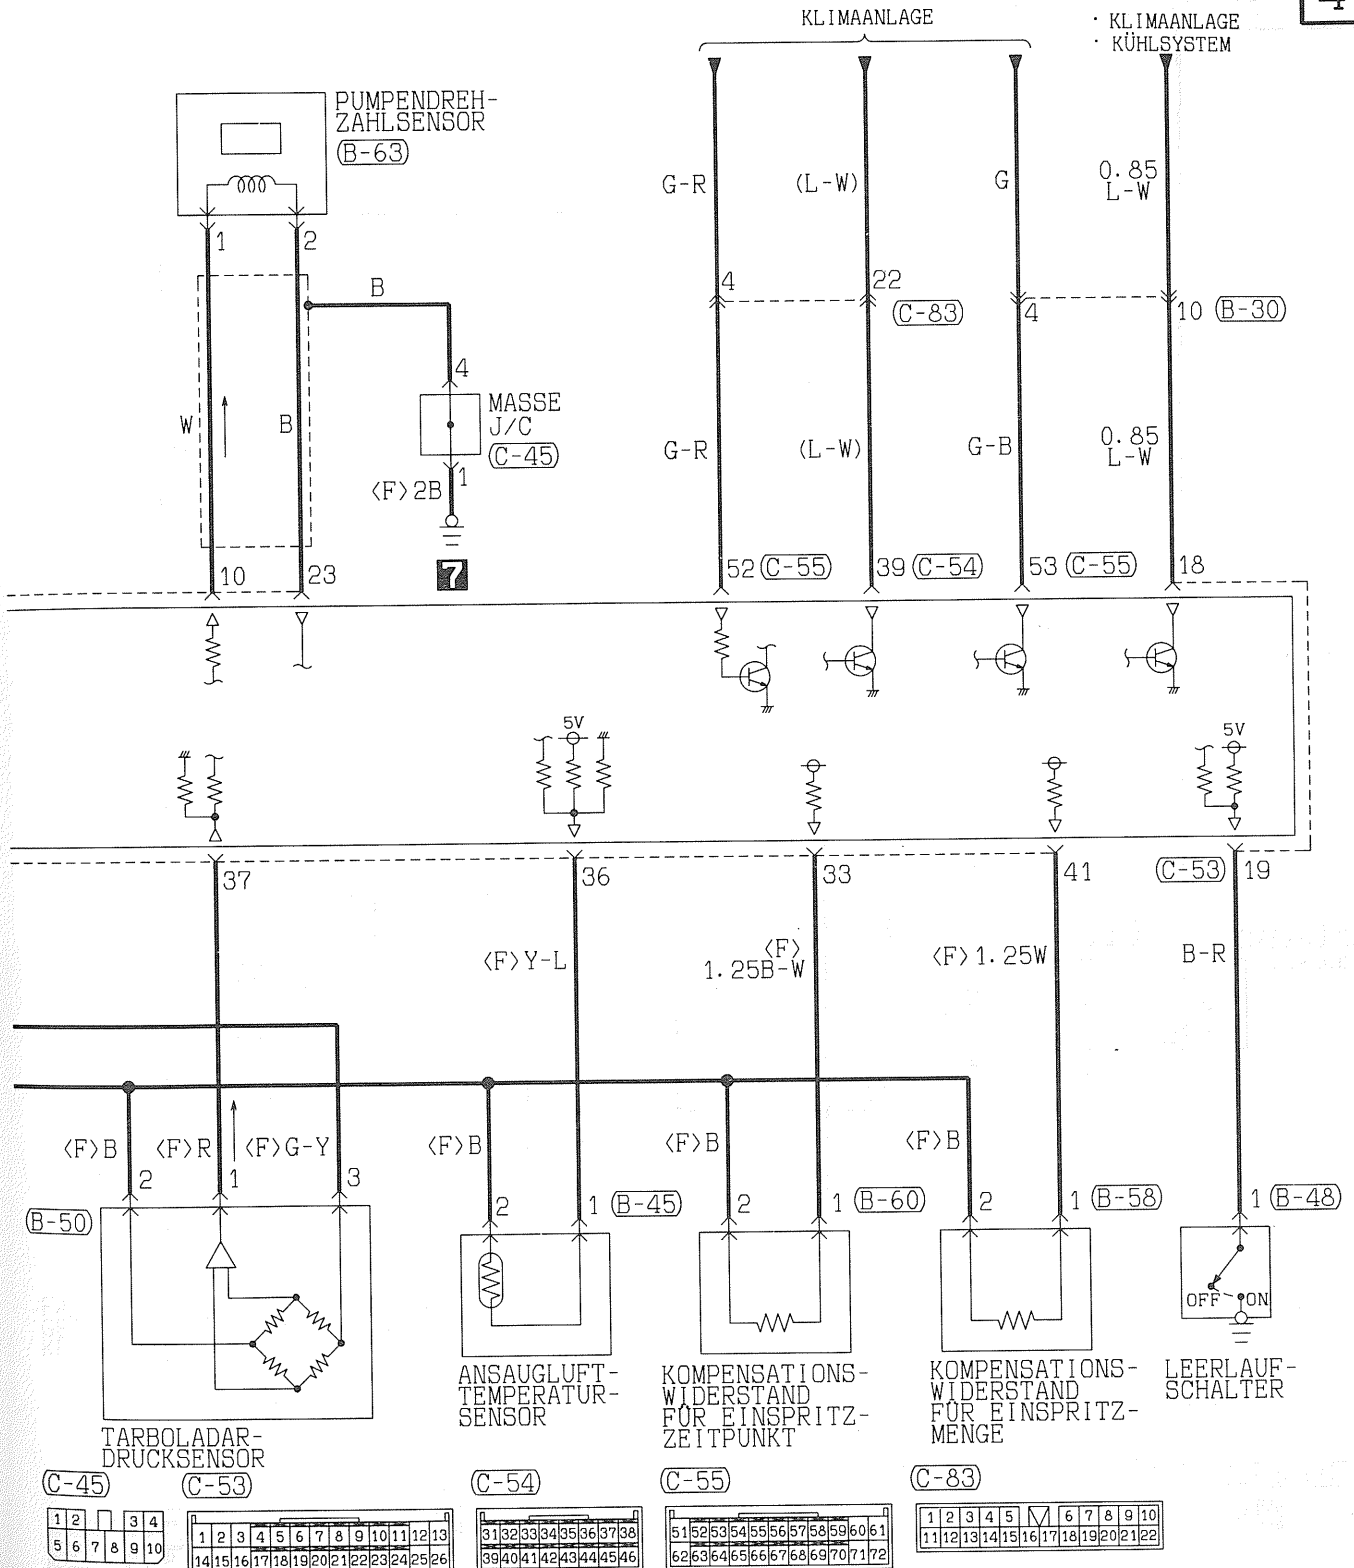 4
KLIMAANLAGE
· KLIMAANLAGE
· KÜHLSYSTEM
PUMPENDREH-
ZAHLSENSOR
(B-63)
1
2
G-R
(L-W)
G
0.85
L-W
B
4
22
(C-83)
4
10 (B-30)
4
MASSE
J/C
(C-45)
W
B
1
<F>2B
7
G-R
(L-W)
G-B
0.85
L-W
10
23
52 (C-55)
39 (C-54)
53 (C-55)
18
5V
5V
37
36
33
41
(C-53) 19
<F>Y-L
<F>
1.25B-W
<F>1.25W
B-R
<F>B
<F>R
<F>G-Y
<F>B
<F>B
<F>B
2
1
3
(B-50)
2
1 (B-45)
2
1 (B-60)
2
1 (B-58)
1 (B-48)
OFF
ON
TARBOLADAR-
DRUCKSENSOR
ANSAUGLUFT-
TEMPERATUR-
SENSOR
KOMPENSATIONS-
WIDERSTAND
FÜR EINSPRITZ-
ZEITPUNKT
KOMPENSATIONS-
WIDERSTAND
FÜR EINSPRITZ-
MENGE
LEERLAUF-
SCHALTER
(C-45)
1 2 3 4
5 6 7 8 9 10
(C-53)
1 2 3 4 5 6 7 8 9 10 11 12 13
14 15 16 17 18 19 20 21 22 23 24 25 26
(C-54)
31 32 33 34 35 36 37 38
39 40 41 42 43 44 45 46
(C-55)
51 52 53 54 55 56 57 58 59 60 61
62 63 64 65 66 67 68 69 70 71 72
(C-83)
1 2 3 4 5 6 7 8 9 10
11 12 13 14 15 16 17 18 19 20 21 22